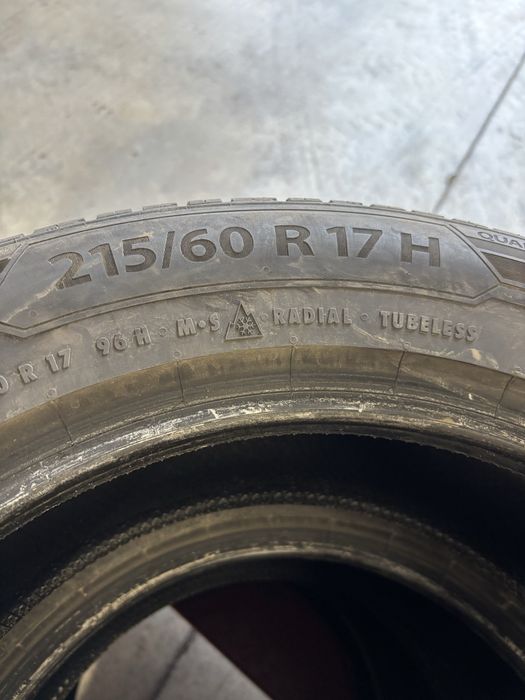 215/60 R 17 H
R 17 96 H M•S RADIAL • TUBELESS